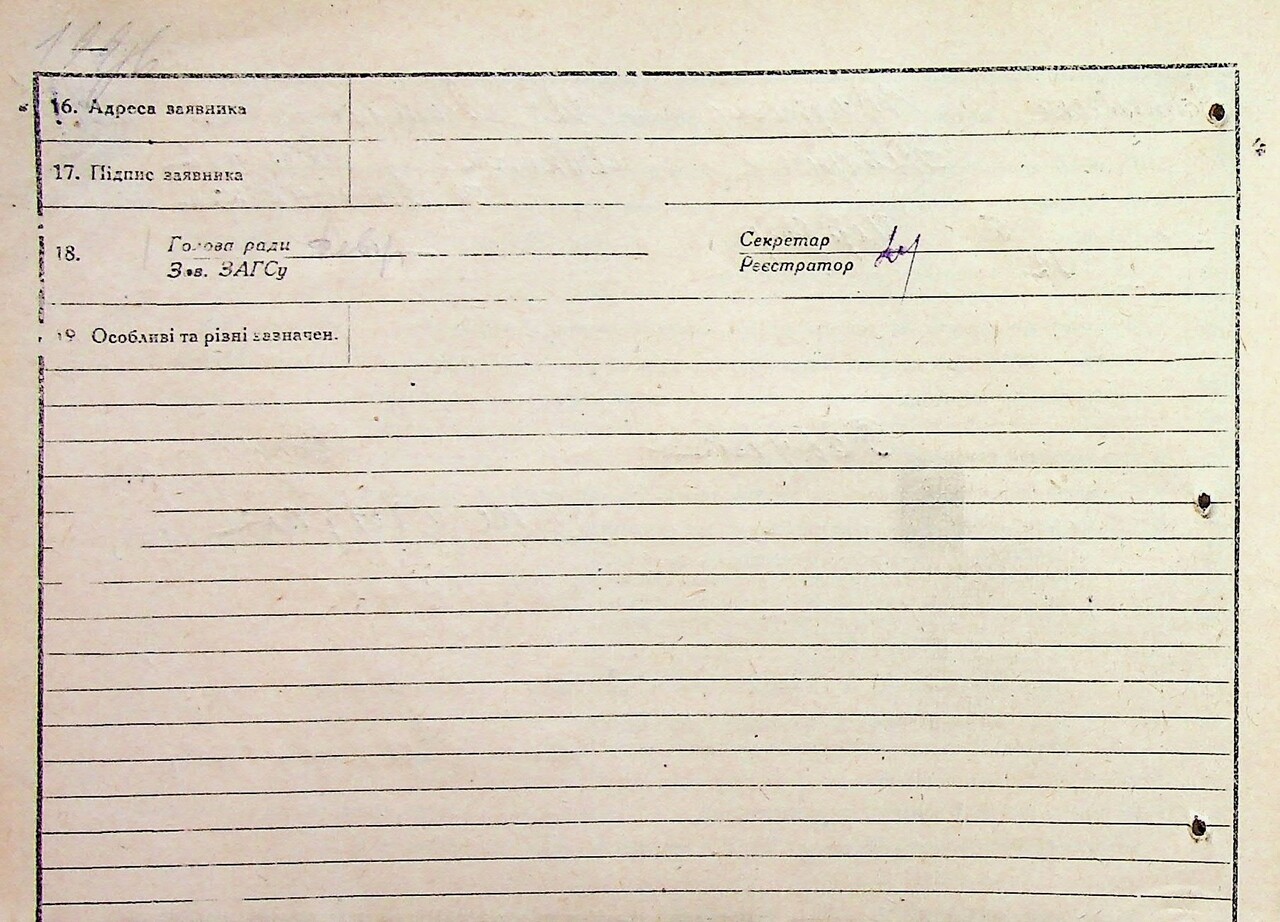 16. Адреса заявника
17. Підпис заявника
18. Голова ради
Зав. ЗАГСу
Секретар
Реєстратор
19 Особливі та різні зазначен.